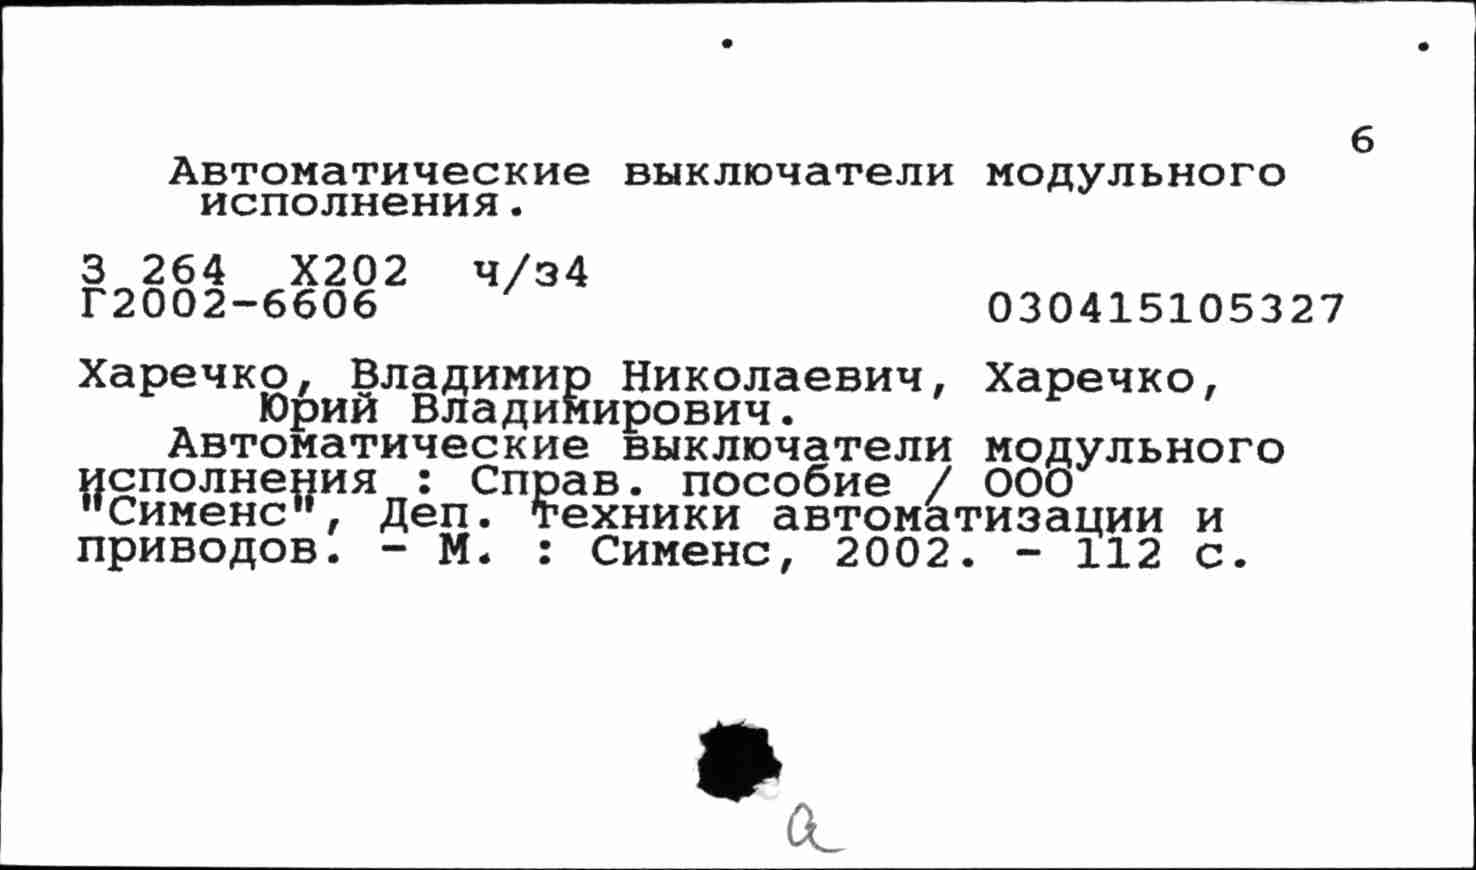 6
Автоматические выключатели модульного
исполнения.
З 264 Х202 ч/з4
Г2002-6606 030415105327
Харечко, Владимир Николаевич, Харечко,
Юрий Владимирович.
Автоматические выключатели модульного
исполнения : Справ. пособие / ООО
"Сименс", Деп. техники автоматизации и
приводов. - М. : Сименс, 2002. - 112 с.
а